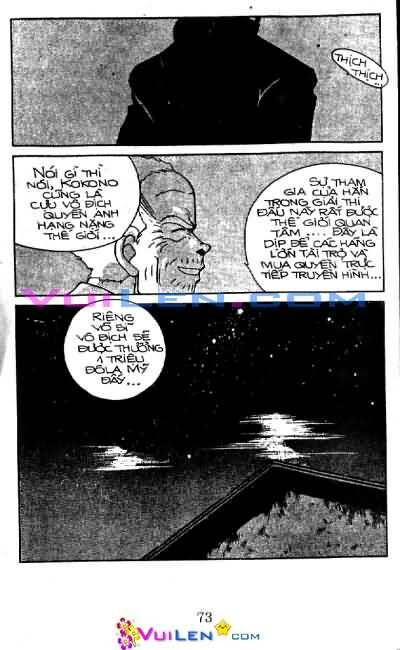 THỊCH
THỊCH
NÓI GÌ THÌ
NÓI, KOKONO
CŨNG LÀ
CỰU VÔ ĐỊCH
QUYỀN ANH
HẠNG NẶNG
THẾ GIỚI...
SỰ THAM
GIA CỦA HẮN
TRONG GIẢI THI
ĐẤU NÀY RẤT ĐƯỢC
THẾ GIỚI QUAN
TÂM .... ĐÂY LÀ
DỊP ĐỂ CÁC HÃNG
LỚN TÀI TRỢ VÀ
MUA QUYỀN TRỰC
TIẾP TRUYỀN HÌNH...
VUILEN.COM
RIÊNG
VÕ SĨ
VÔ ĐỊCH SẼ
ĐƯỢC THƯỞNG
1 TRIỆU
ĐÔLA MỸ
ĐẤY...
73
VUILEN.COM